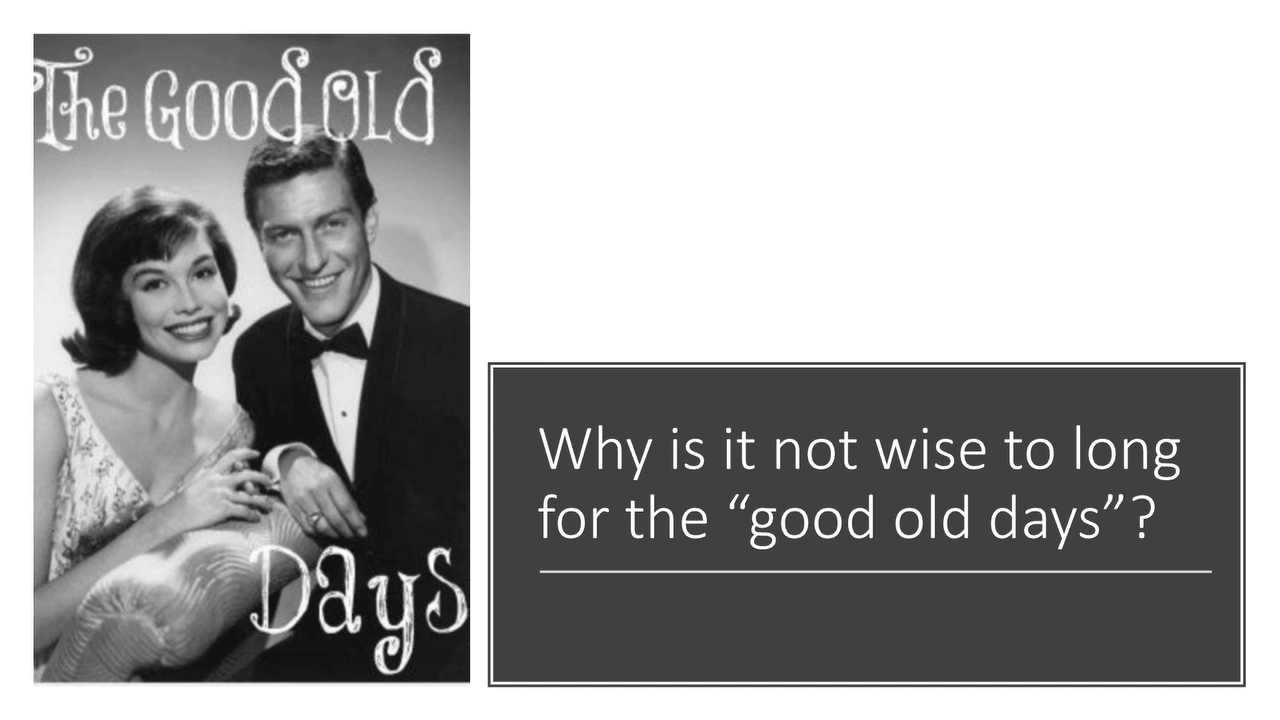 The Good Old
Days
Why is it not wise to long
for the “good old days”?